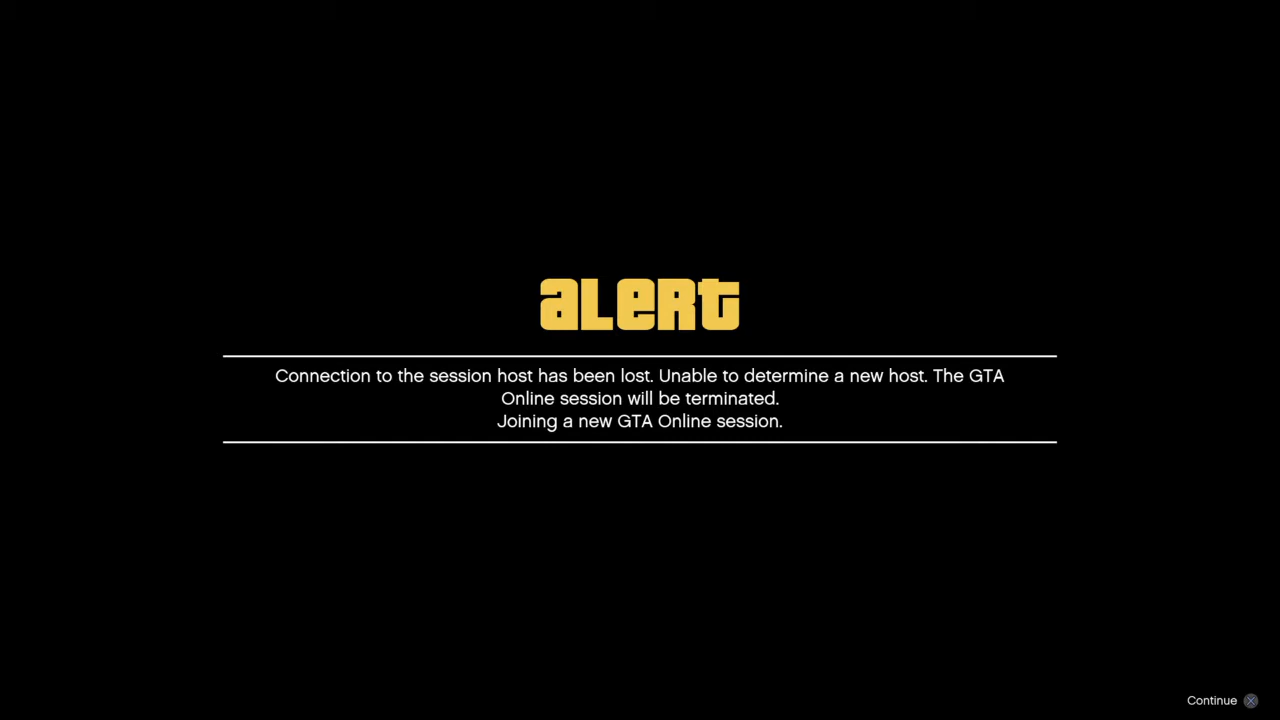 alert
Connection to the session host has been lost. Unable to determine a new host. The GTA
Online session will be terminated.
Joining a new GTA Online session.
Continue